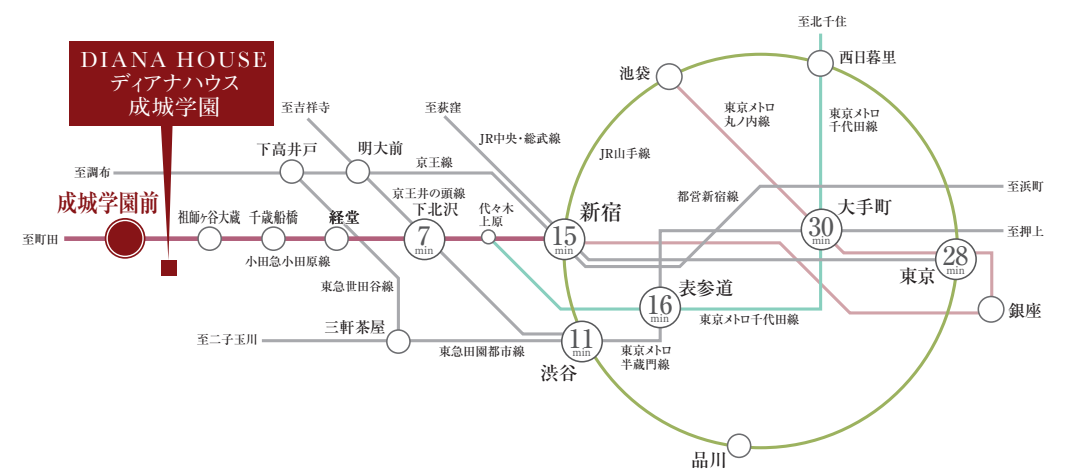 DIANA HOUSE
ディアナハウス
成城学園
至北千住
西日暮里
池袋
東京メトロ
丸ノ内線
東京メトロ
千代田線
至荻窪
至吉祥寺
JR中央・総武線
JR山手線
下高井戸
明大前
京王線
至調布
都営新宿線
至浜町
成城学園前
祖師ヶ谷大蔵
千歳船橋
経堂
京王井の頭線
下北沢
代々木
上原
新宿
大手町
至町田
7
min
15
min
30
min
至押上
小田急小田原線
28
min
東京
東急世田谷線
表参道
16
min
東京メトロ千代田線
銀座
三軒茶屋
至二子玉川
東急田園都市線
11
min
渋谷
東京メトロ
半蔵門線
品川